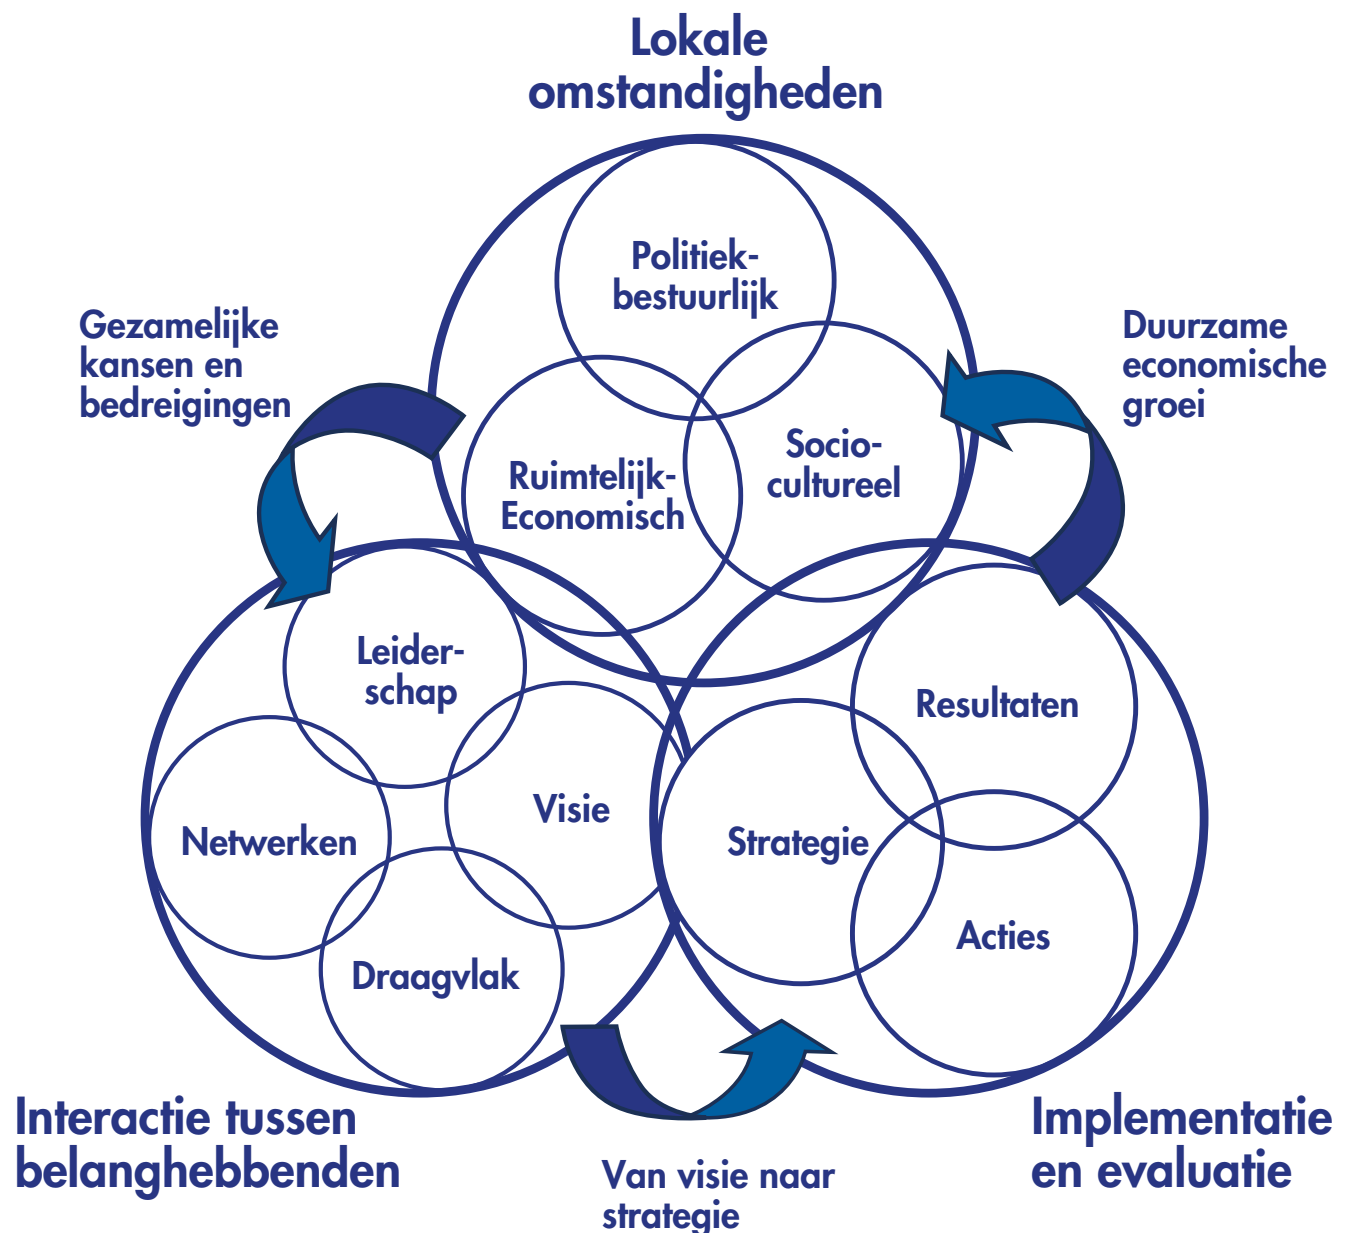 Lokale
omstandigheden
Politiek-
bestuurlijk
Gezamelijke
kansen en
bedreigingen
Duurzame
economische
groei
Socio-
cultureel
Ruimtelijk-
Economisch
Leider-
schap
Resultaten
Visie
Netwerken
Strategie
Acties
Draagvlak
Interactie tussen
belanghebbenden
Van visie naar
strategie
Implementatie
en evaluatie